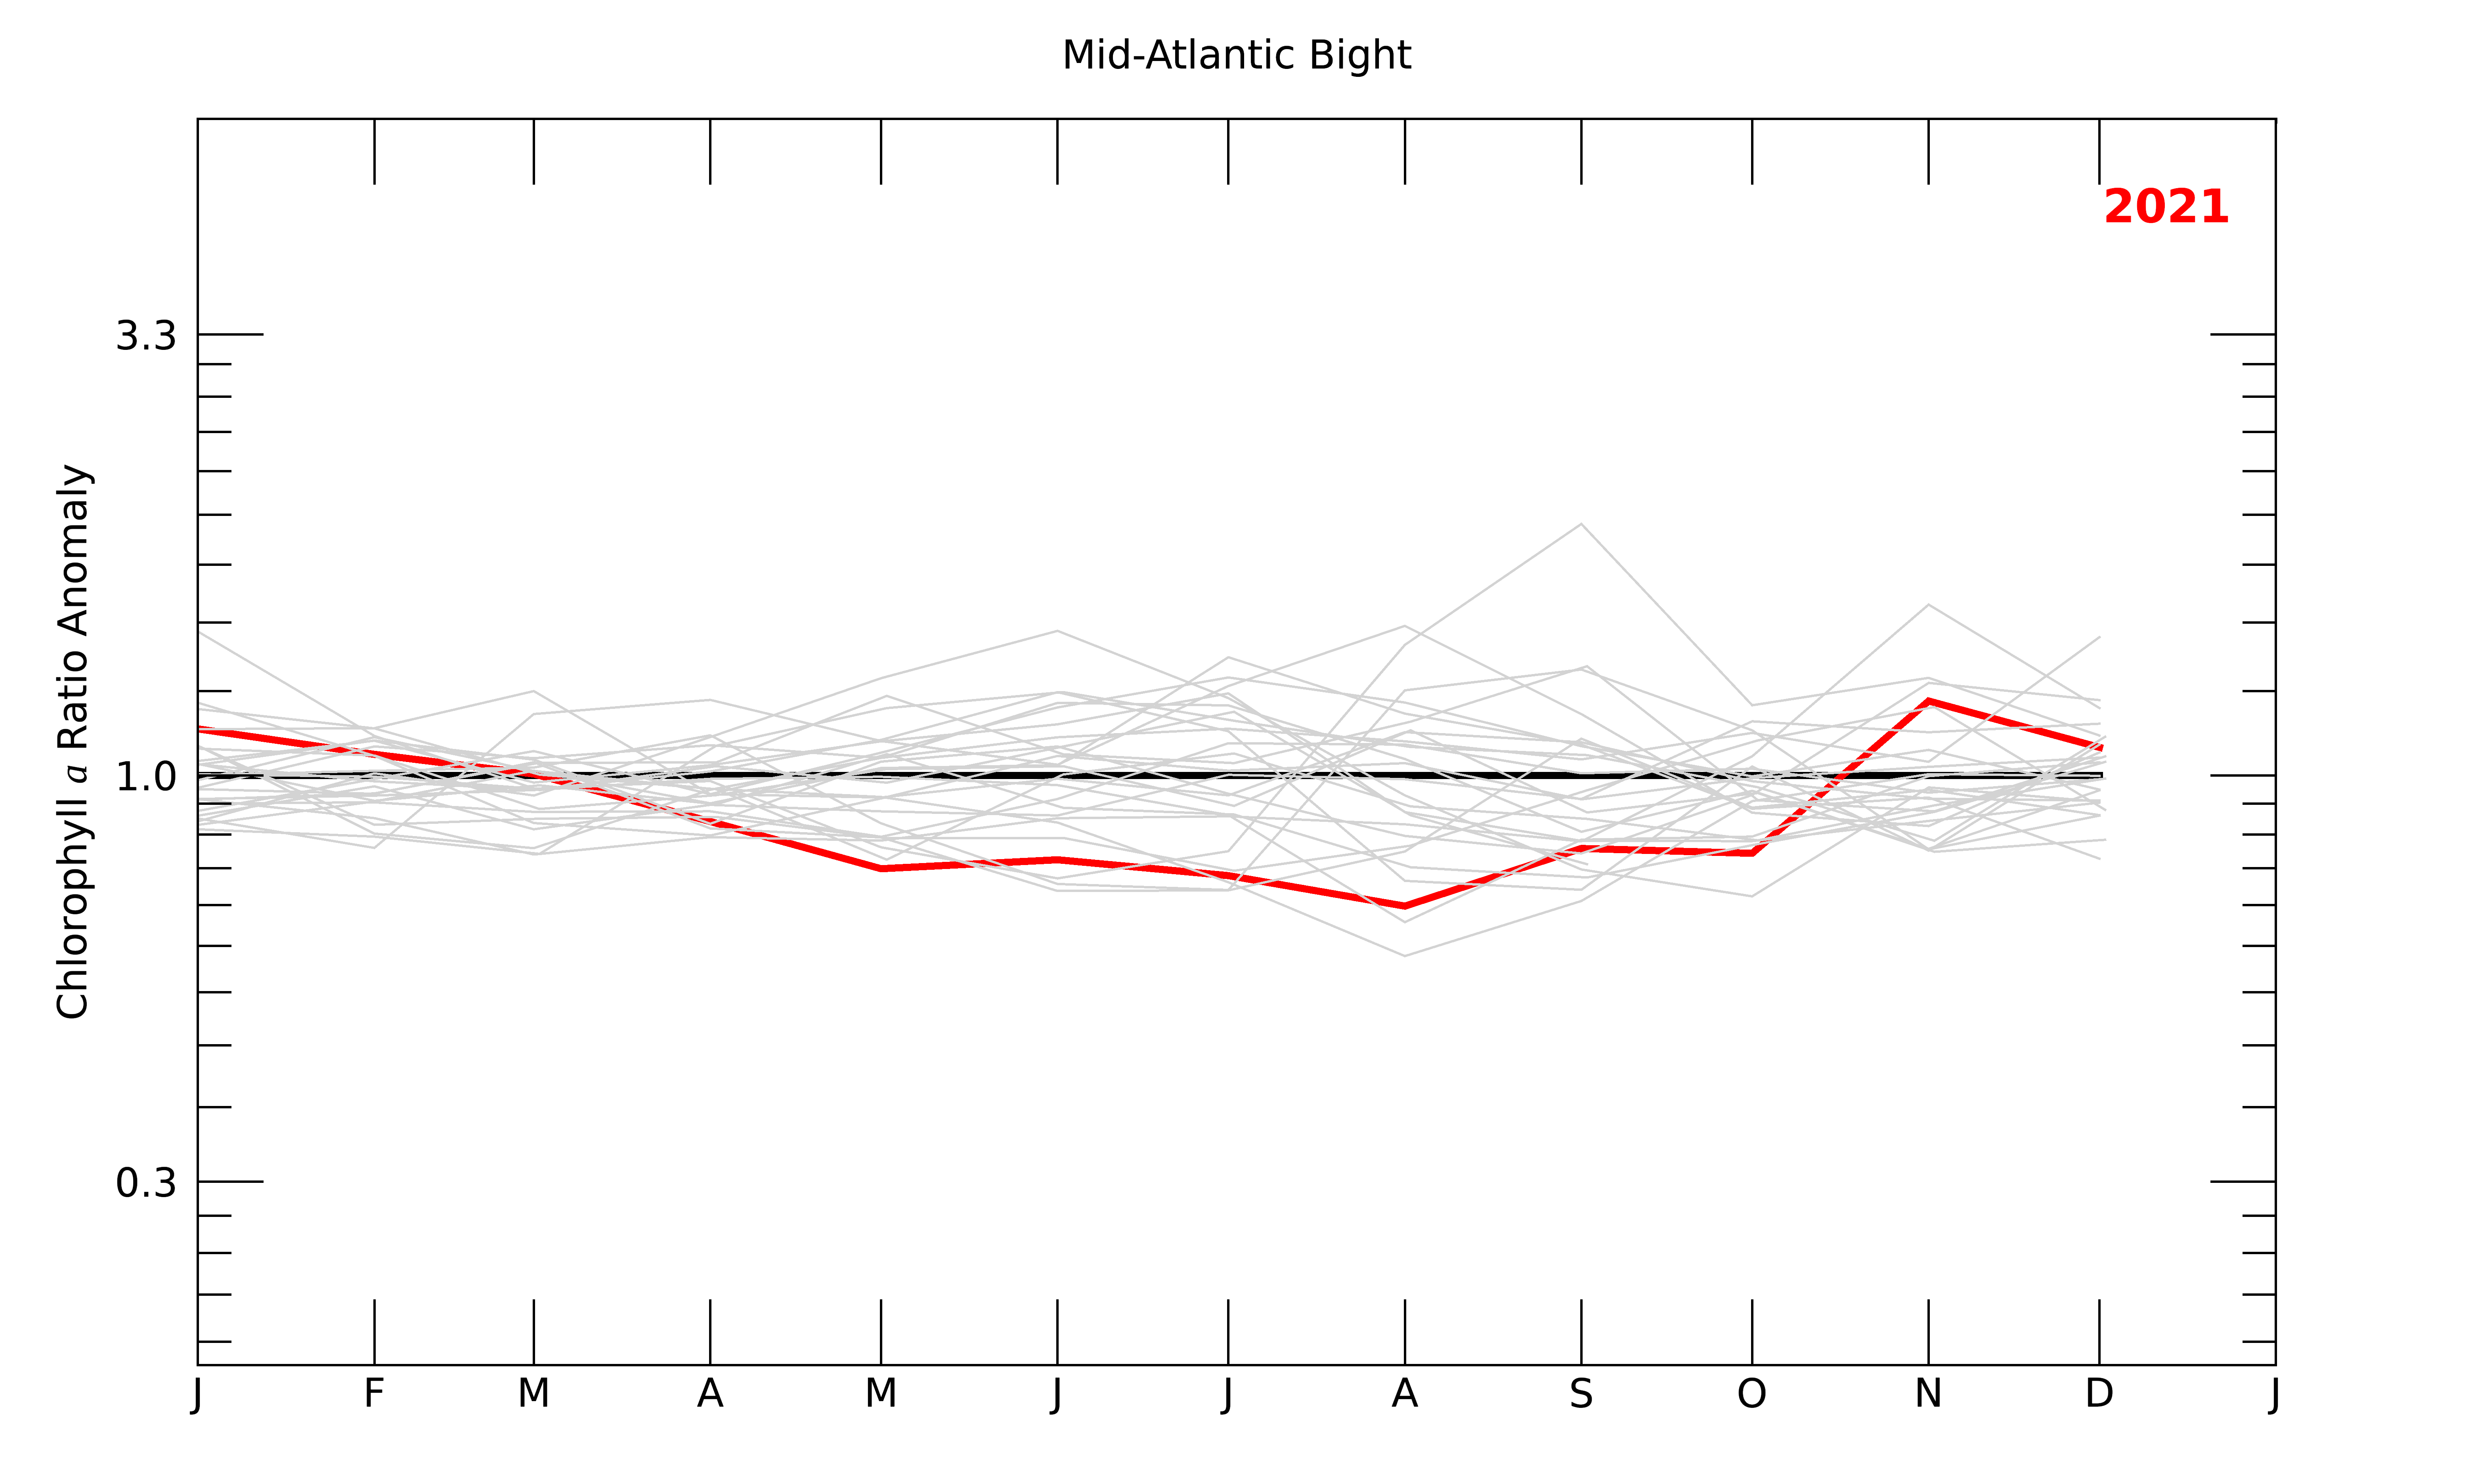 Mid-Atlantic Bight
2021
Chlorophyll a Ratio Anomaly
3.3
1.0
0.3
J F M A M J J A S O N D J